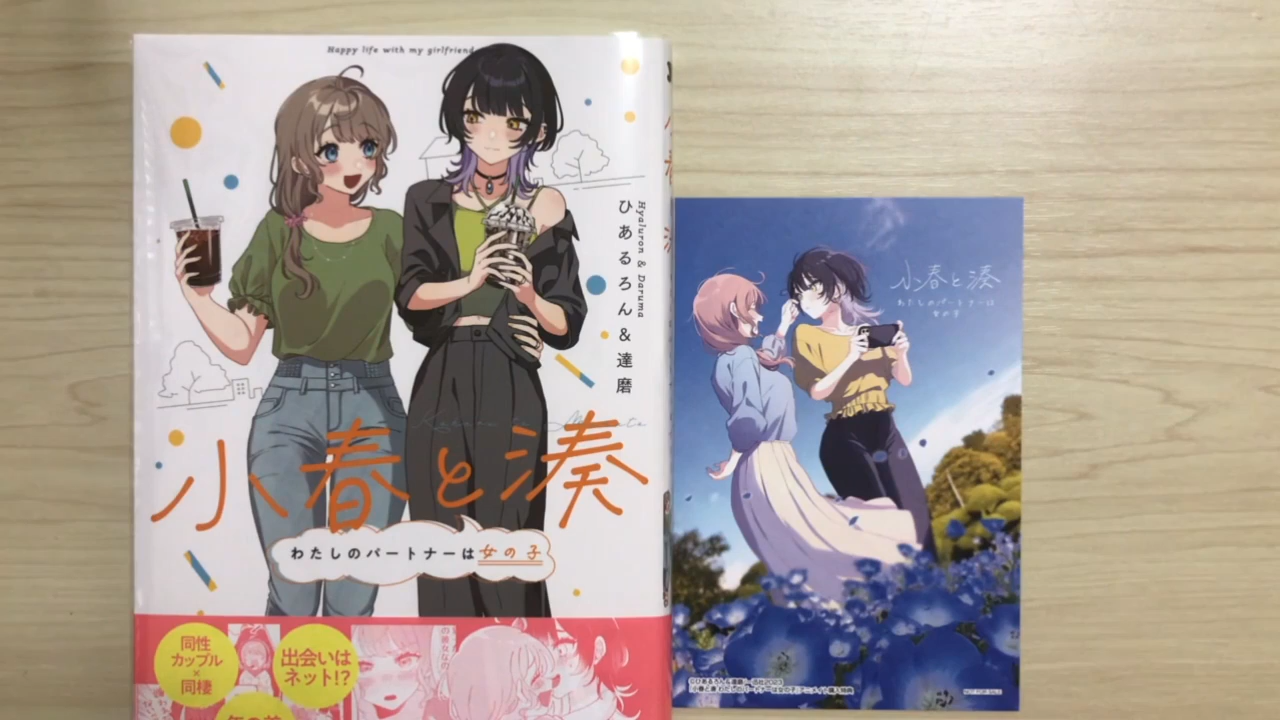 Happy life with my girlfriend
ひあるろん&達磨
Hyaluron & Daruma
小春と湊
わたしのパートナーは女の子
同性
カップル
×
同棲
出会いは
ネット!?
小春と湊
わたしのパートナーは
女の子
NOT FOR SALE